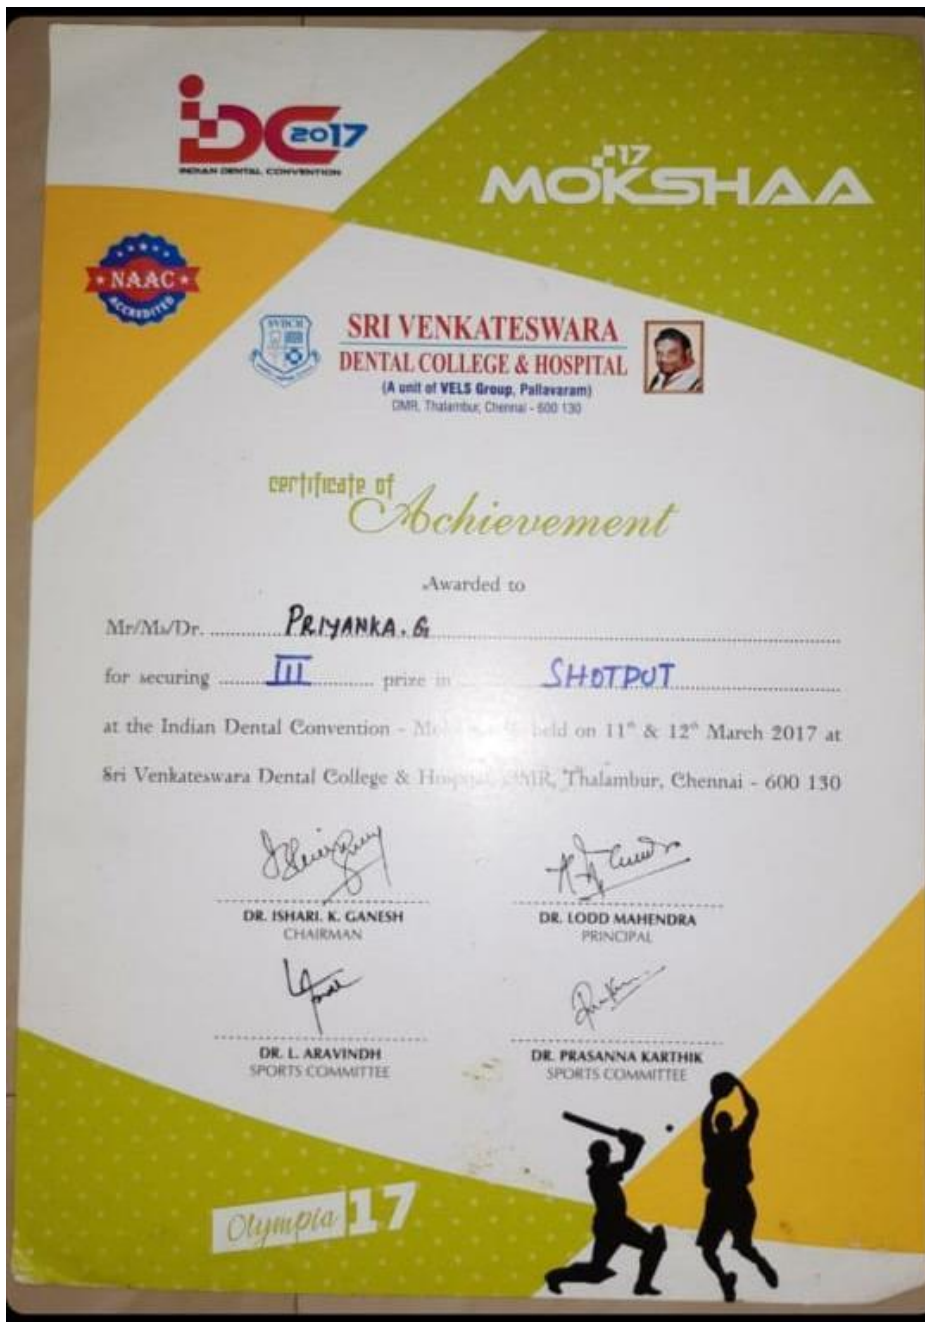 iDC 2017
INDIAN DENTAL CONVENTION
'17
MOKSHAA
NAAC
ACCREDITED
SVDCH
SRI VENKATESWARA
DENTAL COLLEGE & HOSPITAL
(A unit of VELS Group, Pallavaram)
OMR, Thalambur, Chennai - 600 130
certificate of
Achievement
Awarded to
Mr/Ms/Dr. PRIYANKA. G
for securing III prize in SHOTPUT
at the Indian Dental Convention - held on 11th & 12th March 2017 at
Sri Venkateswara Dental College & Hospital, OMR, Thalambur, Chennai - 600 130
DR. ISHARI. K. GANESH
CHAIRMAN
DR. LODD MAHENDRA
PRINCIPAL
DR. L. ARAVINDH
SPORTS COMMITTEE
DR. PRASANNA KARTHIK
SPORTS COMMITTEE
Olympia 17